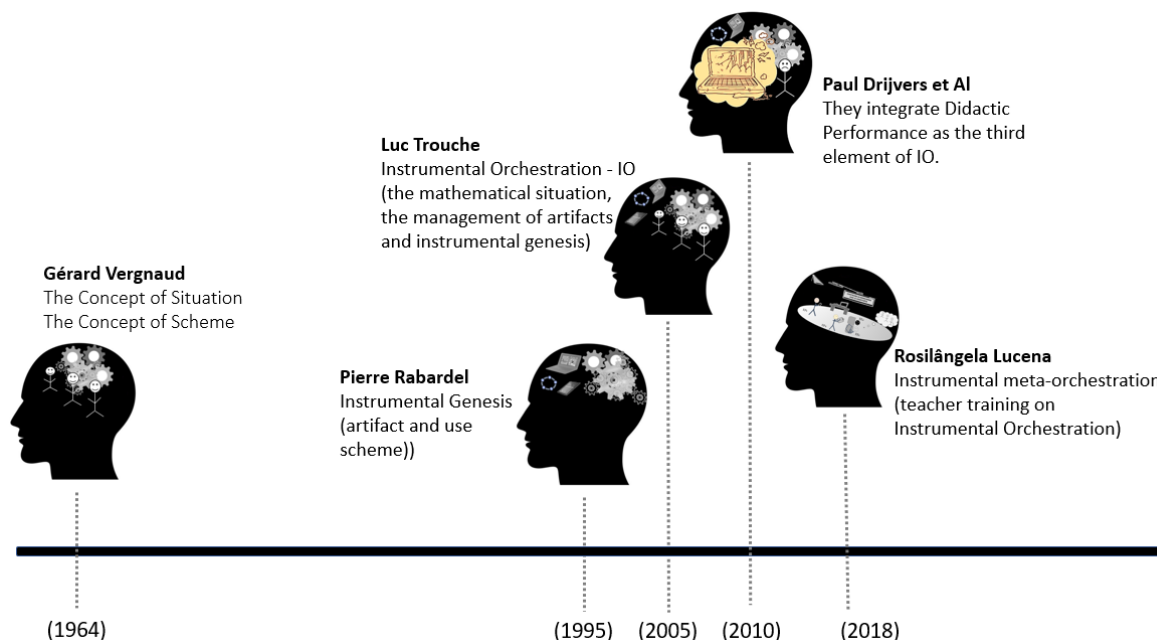 Paul Drijvers et Al
They integrate Didactic
Performance as the third
element of IO.
Luc Trouche
Instrumental Orchestration - IO
(the mathematical situation,
the management of artifacts
and instrumental genesis)
Gérard Vergnaud
The Concept of Situation
The Concept of Scheme
Pierre Rabardel
Instrumental Genesis
(artifact and use
scheme))
Rosilângela Lucena
Instrumental meta-orchestration
(teacher training on
Instrumental Orchestration)
(1964)
(1995)
(2005)
(2010)
(2018)